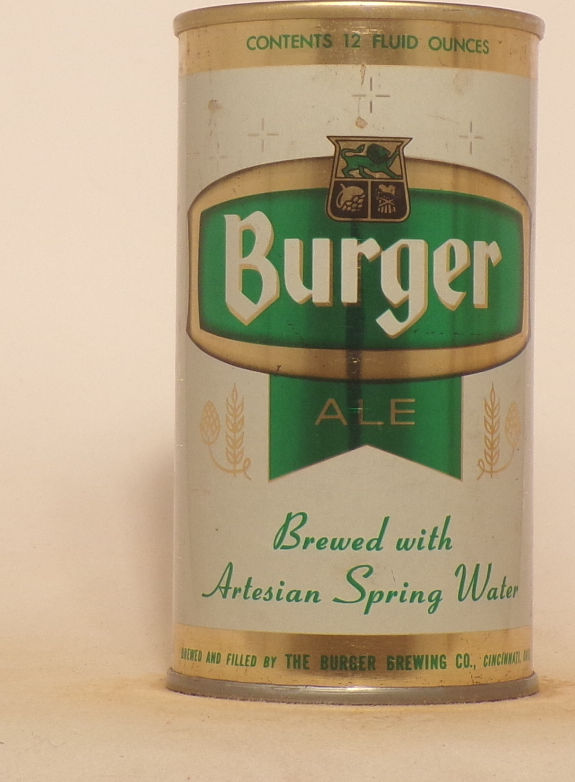 CONTENTS 12 FLUID OUNCES
Burger
ALE
Brewed with
Artesian Spring Water
BREWED AND FILLED BY THE BURGER BREWING CO., CINCINNATI,